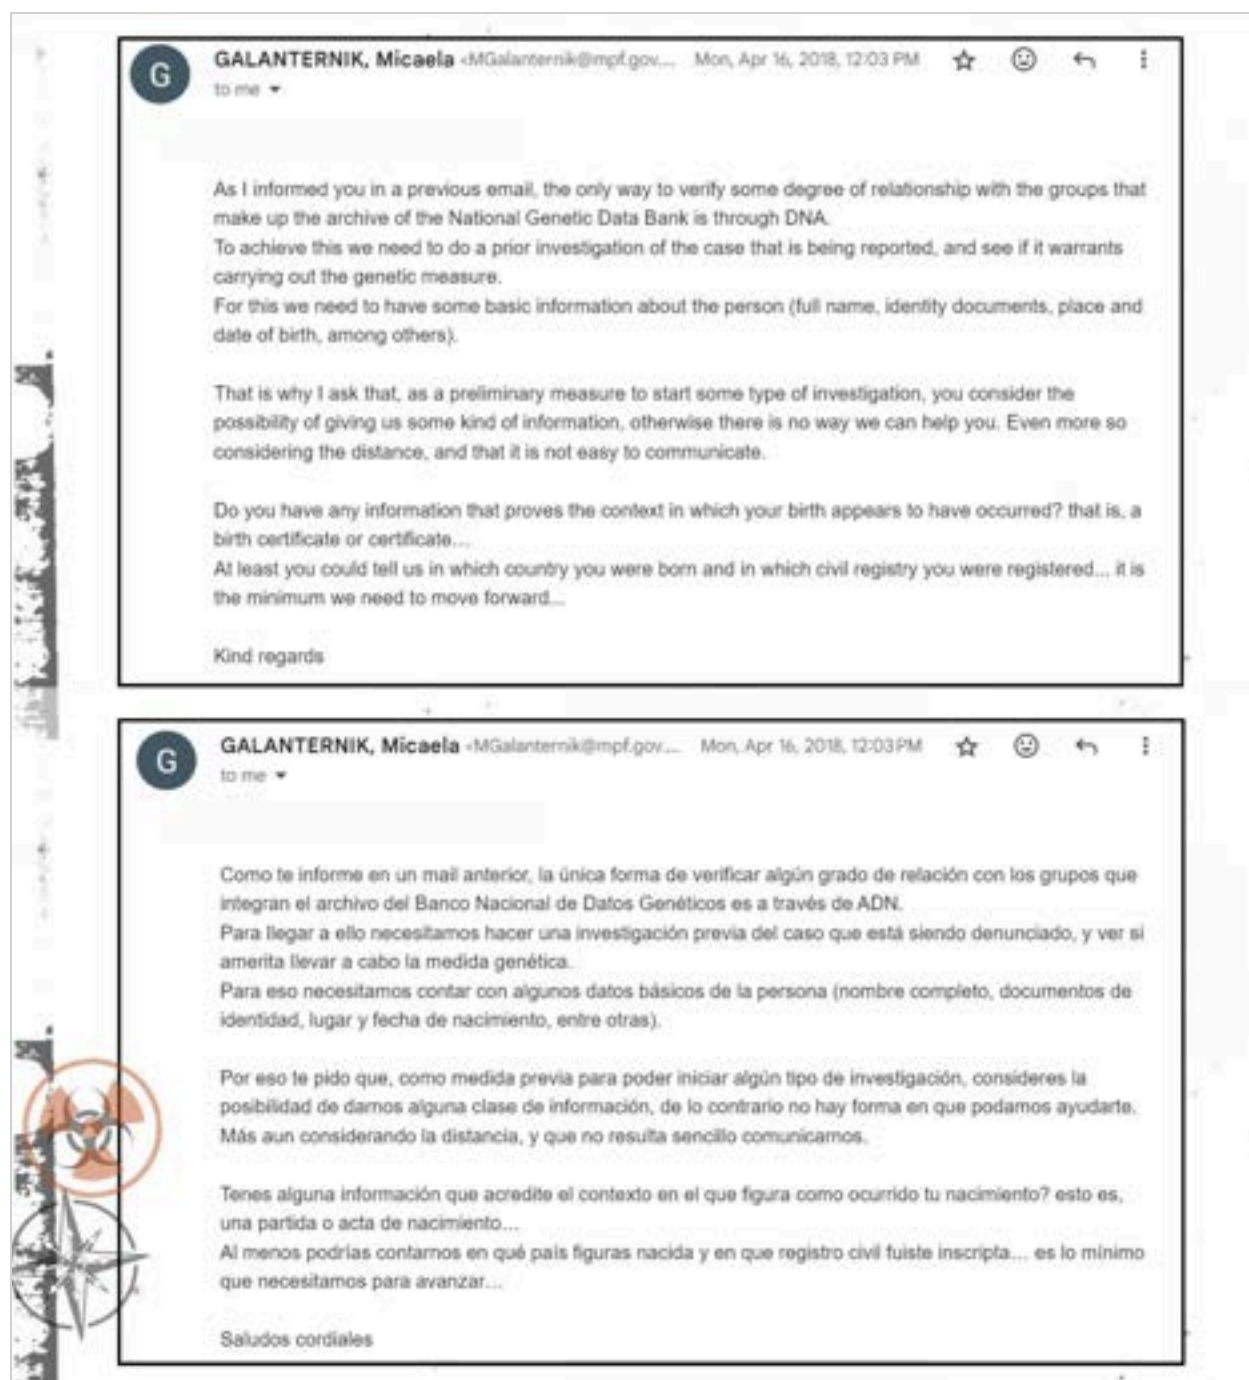 G
GALANTERNIK, Micaela <MGalanternik@mpf.gov... Mon, Apr 16, 2018, 12:03 PM
to me
As I informed you in a previous email, the only way to verify some degree of relationship with the groups that
make up the archive of the National Genetic Data Bank is through DNA.
To achieve this we need to do a prior investigation of the case that is being reported, and see if it warrants
carrying out the genetic measure.
For this we need to have some basic information about the person (full name, identity documents, place and
date of birth, among others).
That is why I ask that, as a preliminary measure to start some type of investigation, you consider the
possibility of giving us some kind of information, otherwise there is no way we can help you. Even more so
considering the distance, and that it is not easy to communicate.
Do you have any information that proves the context in which your birth appears to have occurred? that is, a
birth certificate or certificate...
At least you could tell us in which country you were born and in which civil registry you were registered... it is
the minimum we need to move forward...
Kind regards
G
GALANTERNIK, Micaela <MGalanternik@mpf.gov... Mon, Apr 16, 2018, 12:03 PM
to me
Como te informe en un mail anterior, la única forma de verificar algún grado de relación con los grupos que
integran el archivo del Banco Nacional de Datos Genéticos es a través de ADN.
Para llegar a ello necesitamos hacer una investigación previa del caso que está siendo denunciado, y ver si
amerita llevar a cabo la medida genética.
Para eso necesitamos contar con algunos datos básicos de la persona (nombre completo, documentos de
identidad, lugar y fecha de nacimiento, entre otras).
Por eso te pido que, como medida previa para poder iniciar algún tipo de investigación, consideres la
posibilidad de darnos alguna clase de información, de lo contrario no hay forma en que podamos ayudarte.
Más aun considerando la distancia, y que no resulta sencillo comunicarnos.
Tenes alguna información que acredite el contexto en el que figura como ocurrido tu nacimiento? esto es,
una partida o acta de nacimiento...
Al menos podrías contarnos en qué país figuras nacida y en que registro civil fuiste inscripta... es lo mínimo
que necesitamos para avanzar...
Saludos cordiales